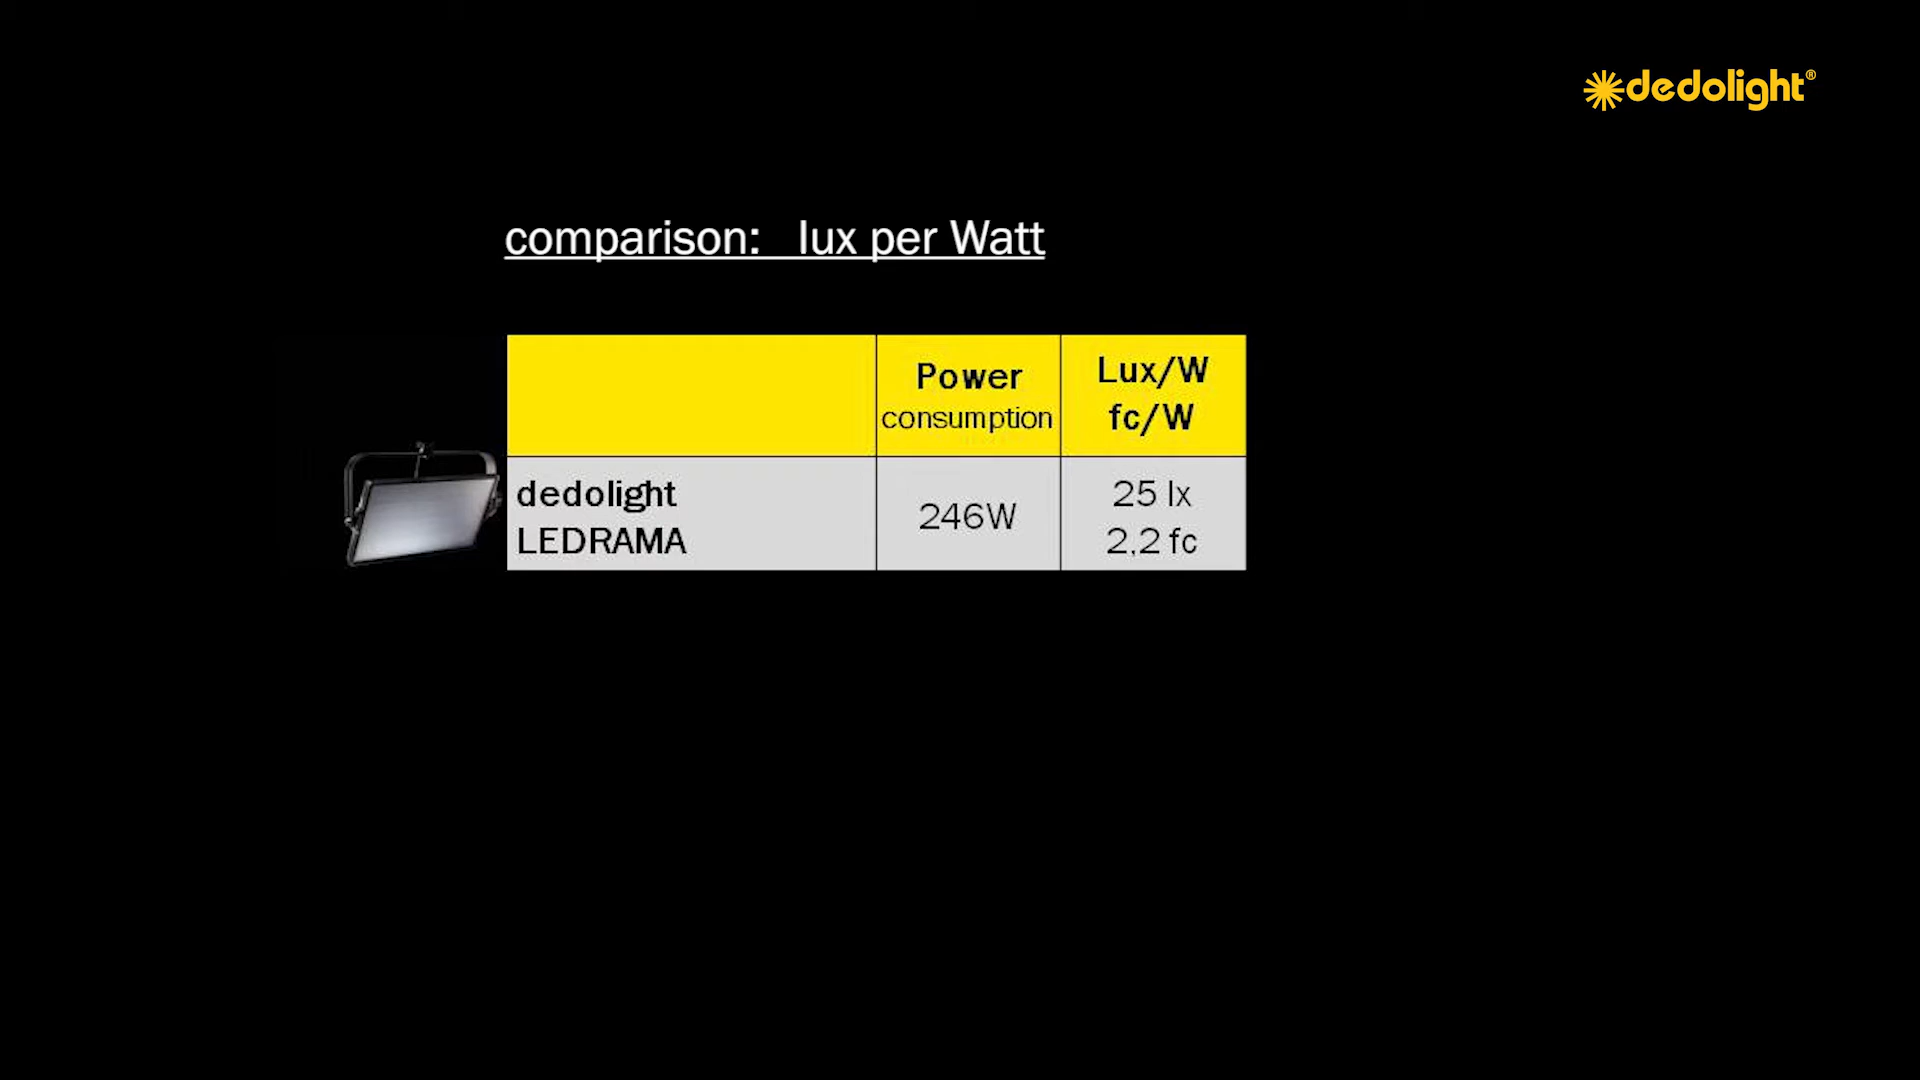 dedolight®
comparison: lux per Watt
Power
consumption
Lux/W
fc/W
dedolight
LEDRAMA
246W
25 lx
2,2 fc